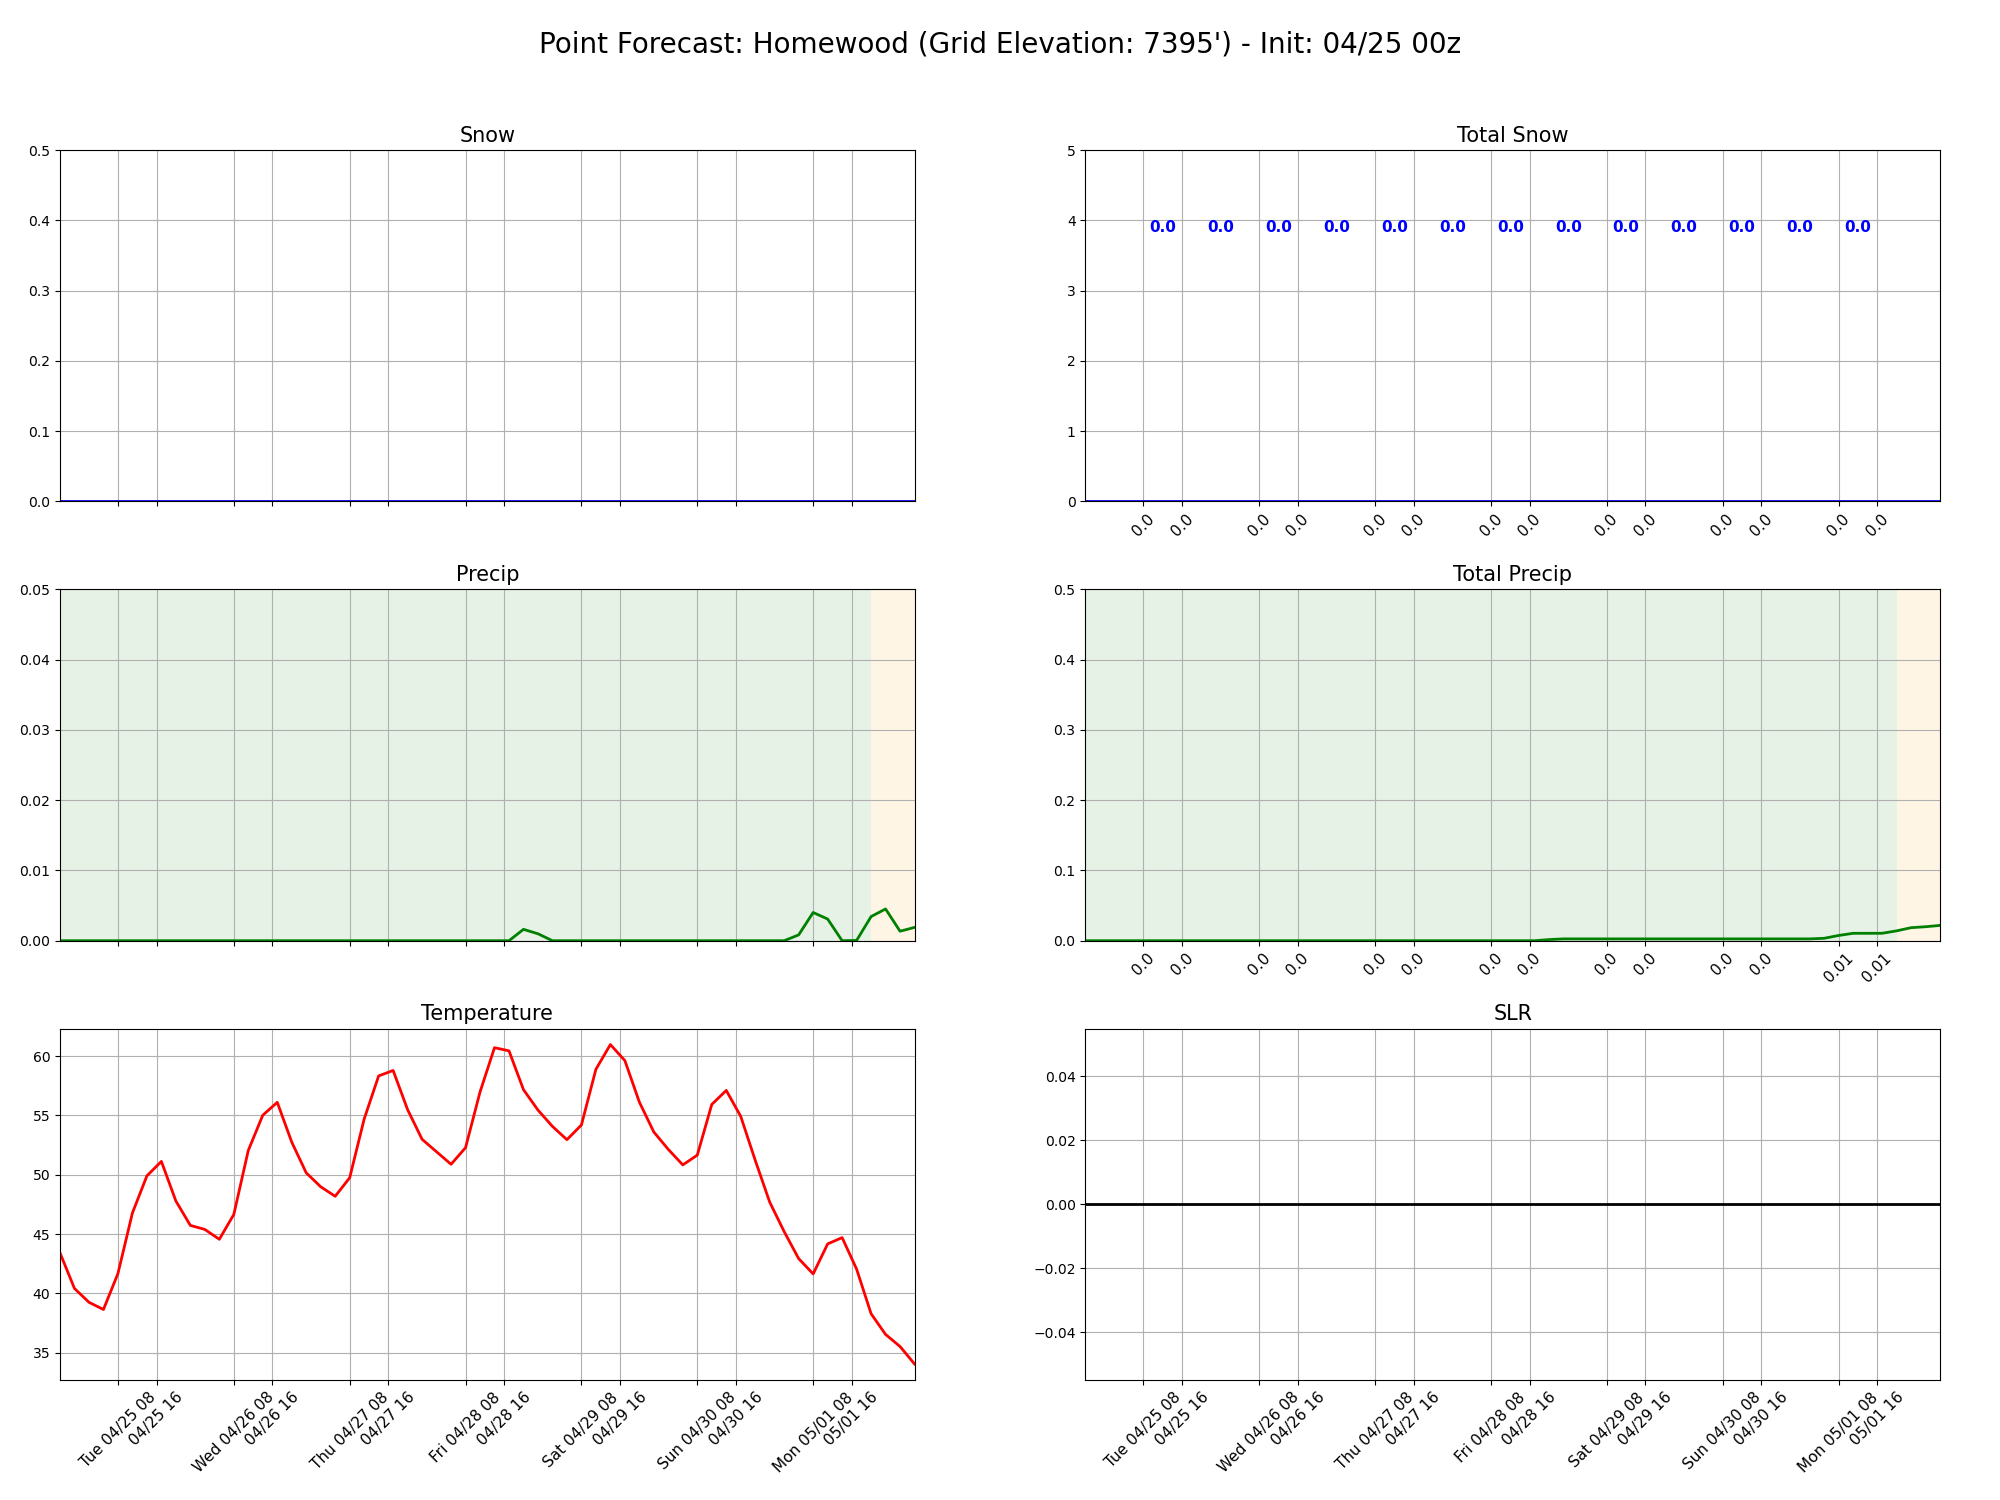 Point Forecast: Homewood (Grid Elevation: 7395') - Init: 04/25 00z
Snow
0.5
0.4
0.3
0.2
0.1
0.0
Total Snow
5
4
3
2
1
0
0.0 0.0 0.0 0.0 0.0 0.0 0.0 0.0 0.0 0.0 0.0 0.0 0.0
0.0 0.0 0.0 0.0 0.0 0.0 0.0 0.0 0.0 0.0 0.0 0.0 0.0 0.0
Precip
0.05
0.04
0.03
0.02
0.01
0.00
Total Precip
0.5
0.4
0.3
0.2
0.1
0.0
0.0 0.0 0.0 0.0 0.0 0.0 0.0 0.0 0.0 0.0 0.0 0.0 0.01 0.01
Temperature
60
55
50
45
40
35
Tue 04/25 08
04/25 16
Wed 04/26 08
04/26 16
Thu 04/27 08
04/27 16
Fri 04/28 08
04/28 16
Sat 04/29 08
04/29 16
Sun 04/30 08
04/30 16
Mon 05/01 08
05/01 16
SLR
0.04
0.02
0.00
−0.02
−0.04
Tue 04/25 08
04/25 16
Wed 04/26 08
04/26 16
Thu 04/27 08
04/27 16
Fri 04/28 08
04/28 16
Sat 04/29 08
04/29 16
Sun 04/30 08
04/30 16
Mon 05/01 08
05/01 16